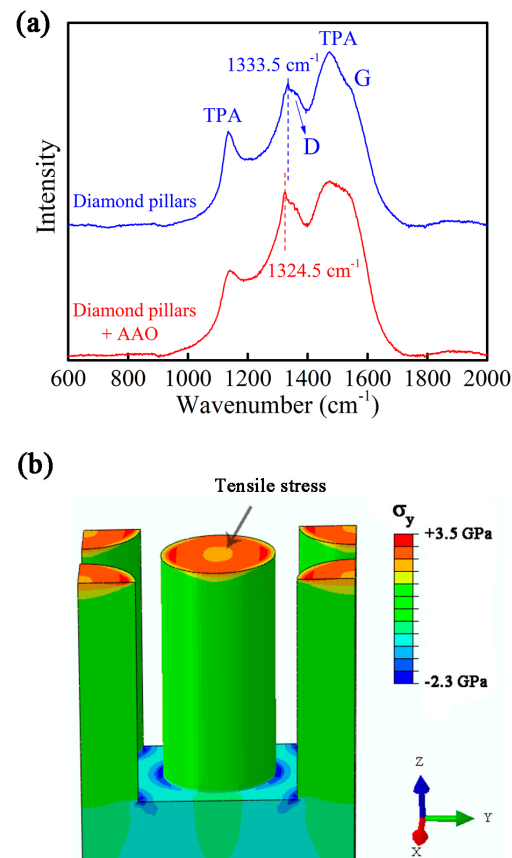 (a)
TPA
1333.5 cm⁻¹
G
TPA
D
Intensity
Diamond pillars
1324.5 cm⁻¹
Diamond pillars
+ AAO
600 800 1000 1200 1400 1600 1800 2000
Wavenumber (cm⁻¹)
(b)
Tensile stress
σy
+3.5 GPa
-2.3 GPa
Z
Y
X